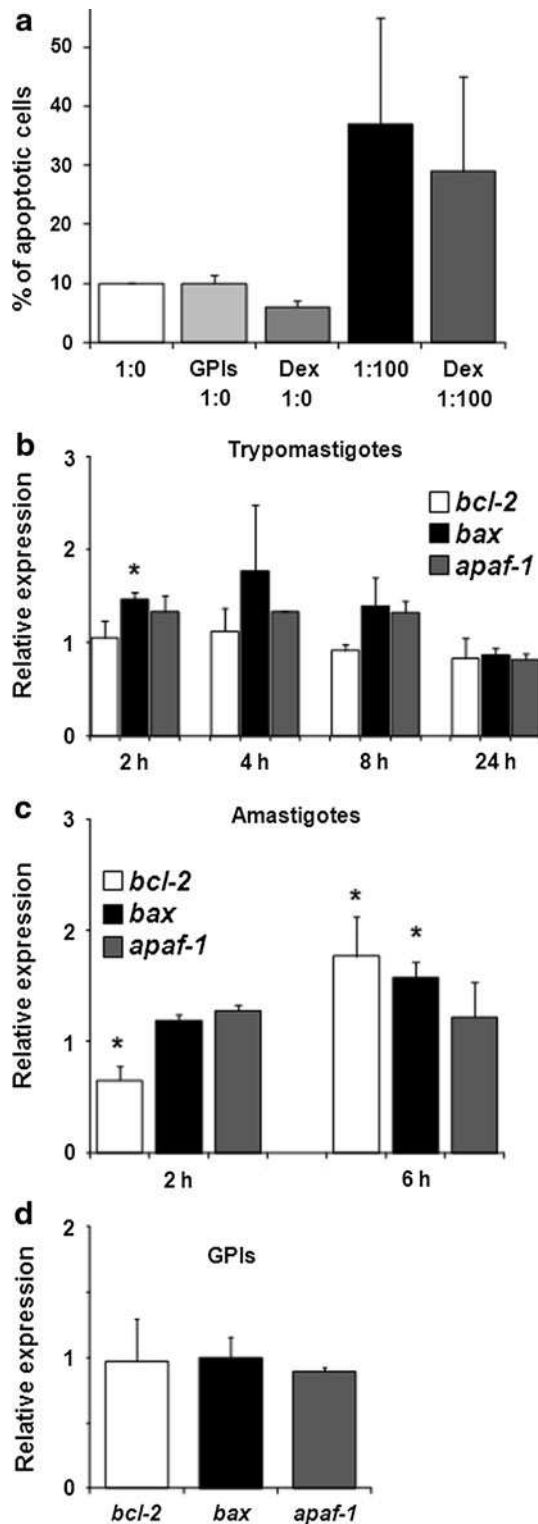 a
% of apoptotic cells
50
40
30
20
10
0
1:0 GPIs Dex 1:100 Dex
1:0 1:0 1:100
b
Trypomastigotes
Relative expression
3
2
1
0
bcl-2
bax
apaf-1
*
2 h 4 h 8 h 24 h
c
Amastigotes
Relative expression
3
2
1
0
bcl-2
bax
apaf-1
* * *
2 h 6 h
d
GPIs
Relative expression
2
1
0
bcl-2 bax apaf-1